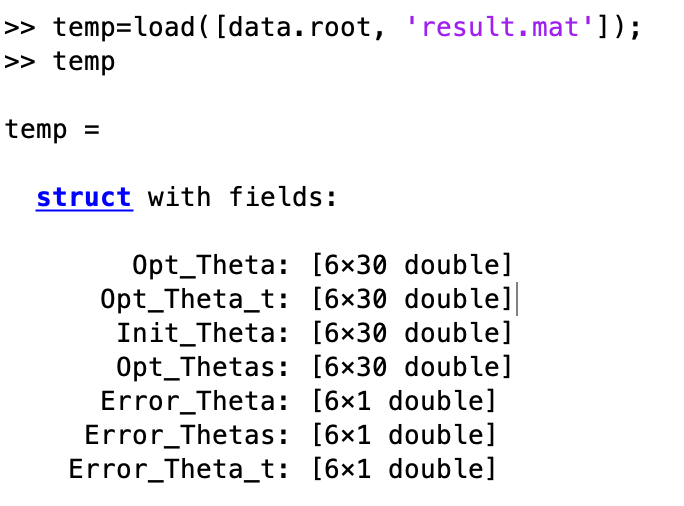 >> temp=load([data.root, 'result.mat']);
>> temp
temp =
struct with fields:
Opt_Theta: [6×30 double]
Opt_Theta_t: [6×30 double]
Init_Theta: [6×30 double]
Opt_Thetas: [6×30 double]
Error_Theta: [6×1 double]
Error_Thetas: [6×1 double]
Error_Theta_t: [6×1 double]